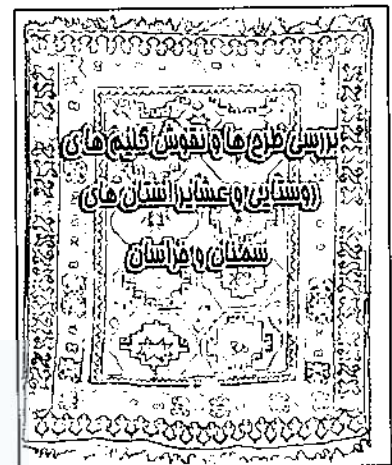 بررسی طرح ها و نقوش گلیم های
روستایی و عشایر استان های
سمنان و خراسان